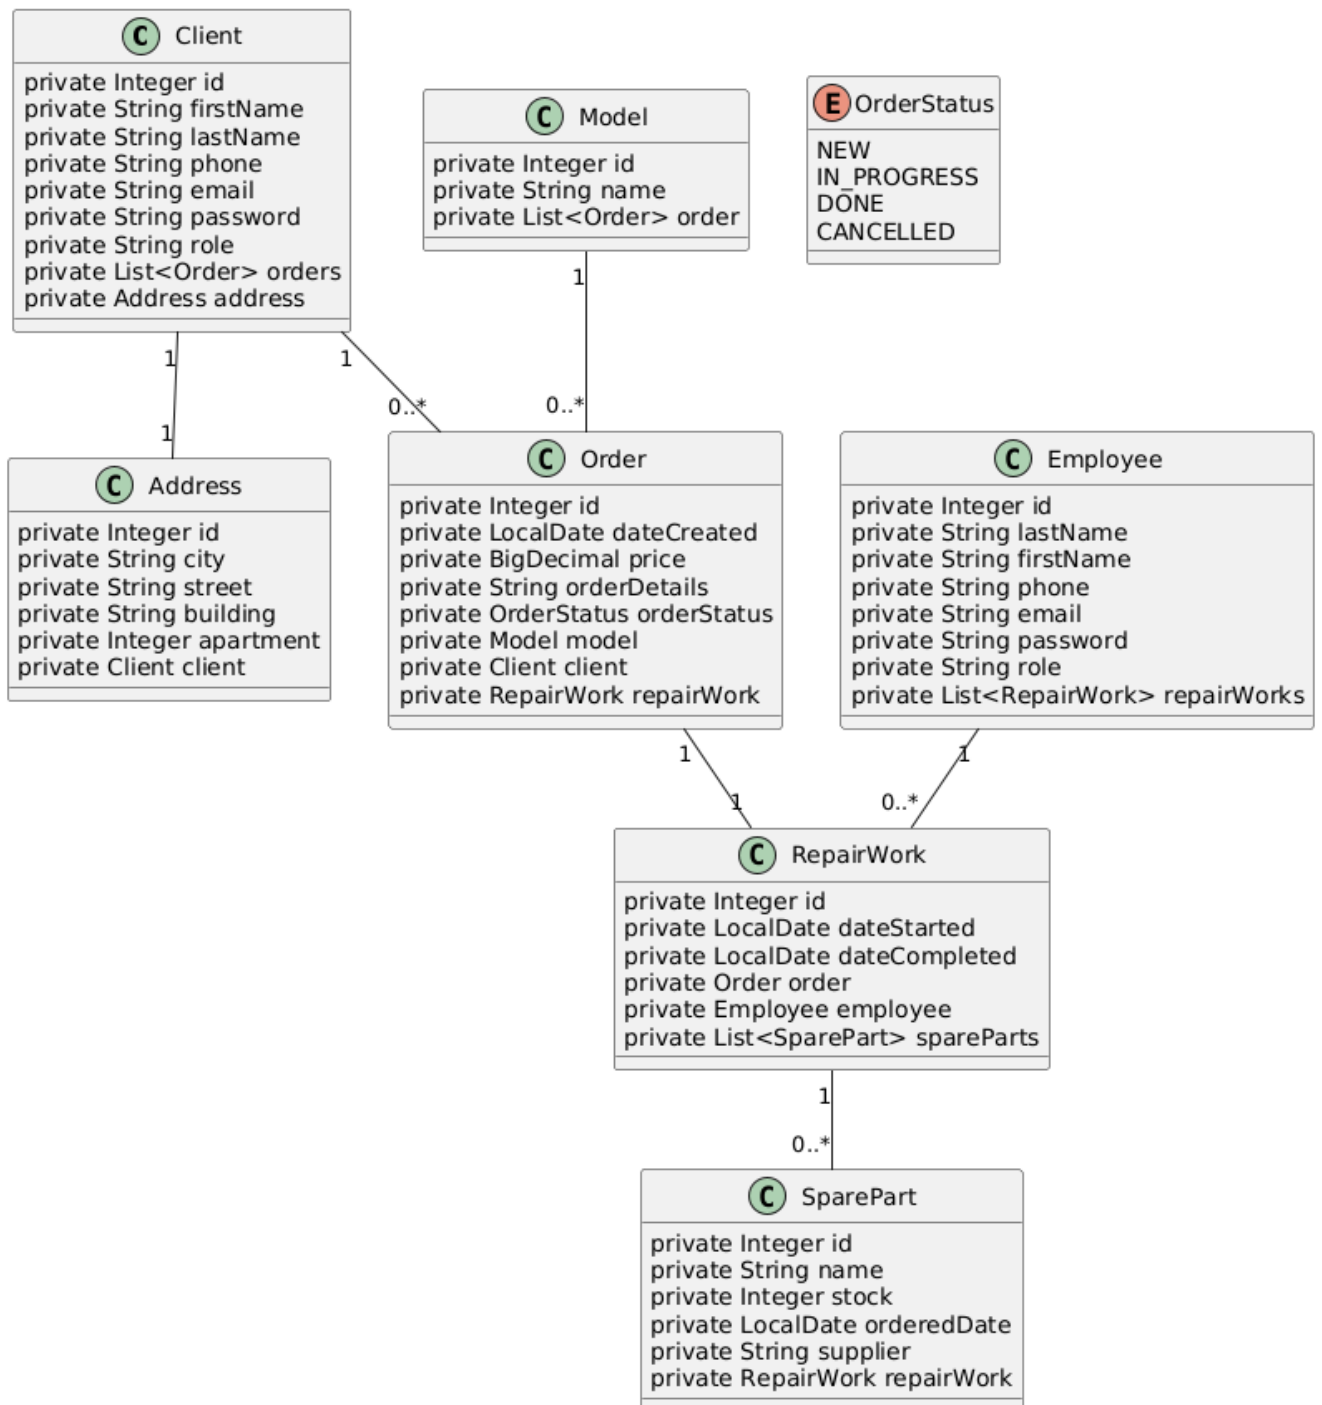 C Client
private Integer id
private String firstName
private String lastName
private String phone
private String email
private String password
private String role
private List<Order> orders
private Address address
C Model
private Integer id
private String name
private List<Order> order
E OrderStatus
NEW
IN_PROGRESS
DONE
CANCELLED
1
1
1
0..*
1
0..*
C Address
private Integer id
private String city
private String street
private String building
private Integer apartment
private Client client
C Order
private Integer id
private LocalDate dateCreated
private BigDecimal price
private String orderDetails
private OrderStatus orderStatus
private Model model
private Client client
private RepairWork repairWork
C Employee
private Integer id
private String lastName
private String firstName
private String phone
private String email
private String password
private String role
private List<RepairWork> repairWorks
1
1
1
0..*
C RepairWork
private Integer id
private LocalDate dateStarted
private LocalDate dateCompleted
private Order order
private Employee employee
private List<SparePart> spareParts
1
0..*
C SparePart
private Integer id
private String name
private Integer stock
private LocalDate orderedDate
private String supplier
private RepairWork repairWork